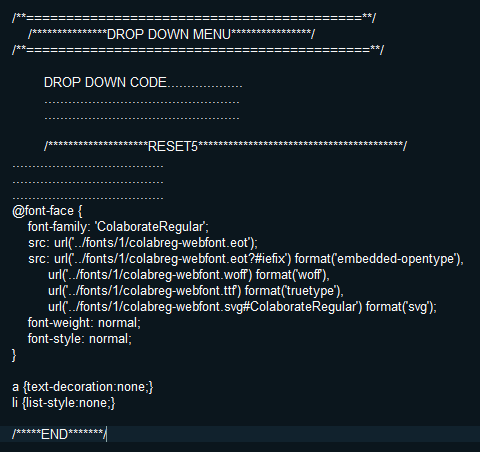 /**==========================================**/
/***************DROP DOWN MENU****************/
/**===========================================**/
DROP DOWN CODE...................
.................................................
.................................................
/********************RESET5*****************************************/
......................................
......................................
......................................
@font-face {
font-family: 'ColaborateRegular';
src: url('../fonts/1/colabreg-webfont.eot');
src: url('../fonts/1/colabreg-webfont.eot?#iefix') format('embedded-opentype'),
url('../fonts/1/colabreg-webfont.woff') format('woff'),
url('../fonts/1/colabreg-webfont.ttf') format('truetype'),
url('../fonts/1/colabreg-webfont.svg#ColaborateRegular') format('svg');
font-weight: normal;
font-style: normal;
}
a {text-decoration:none;}
li {list-style:none;}
/*****END*******/